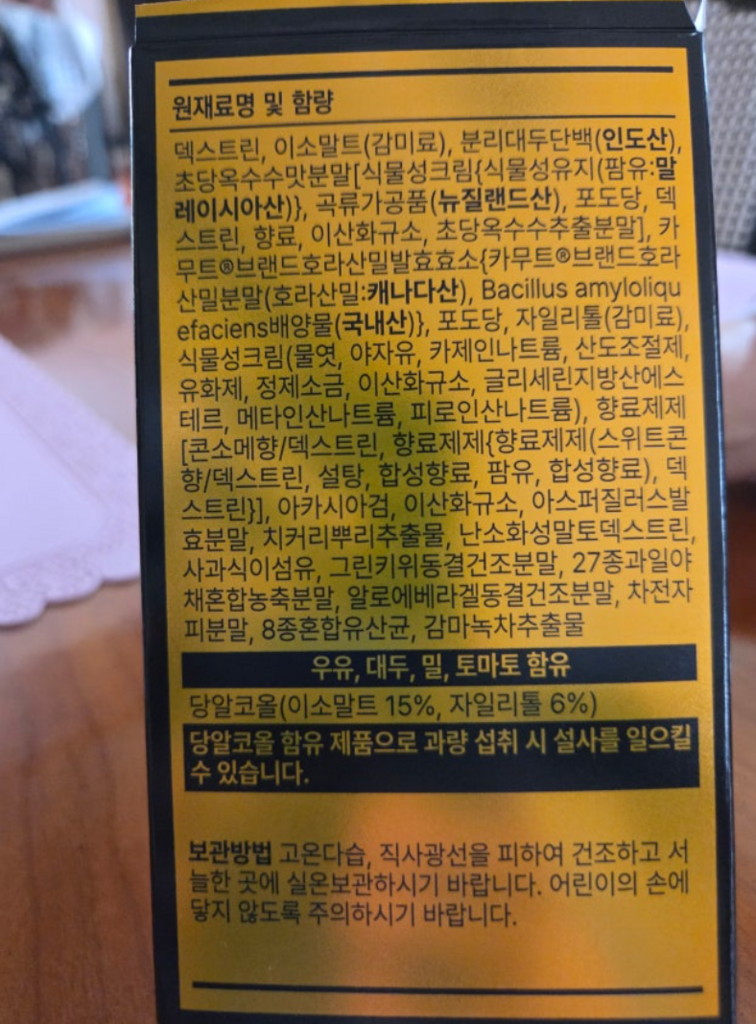 원재료명 및 함량
덱스트린, 이소말트(감미료), 분리대두단백(인도산),
초당옥수수맛분말[식물성크림{식물성유지(팜유:말
레이시아산)}, 곡류가공품(뉴질랜드산), 포도당, 덱
스트린, 향료, 이산화규소, 초당옥수수추출분말], 카
무트®브랜드호라산밀발효효소{카무트®브랜드호라
산밀분말(호라산밀:캐나다산), Bacillus amyloliqu
efaciens배양물(국내산)}, 포도당, 자일리톨(감미료),
식물성크림(물엿, 야자유, 카제인나트륨, 산도조절제,
유화제, 정제소금, 이산화규소, 글리세린지방산에스
테르, 메타인산나트륨, 피로인산나트륨), 향료제제
[콘소메향/덱스트린, 향료제제{향료제제(스위트콘
향/덱스트린, 설탕, 합성향료, 팜유, 합성향료), 덱
스트린}], 아카시아검, 이산화규소, 아스퍼질러스발
효분말, 치커리뿌리추출물, 난소화성말토덱스트린,
사과식이섬유, 그린키위동결건조분말, 27종과일야
채혼합농축분말, 알로에베라겔동결건조분말, 차전자
피분말, 8종혼합유산균, 감마녹차추출물
우유, 대두, 밀, 토마토 함유
당알코올(이소말트 15%, 자일리톨 6%)
당알코올 함유 제품으로 과량 섭취 시 설사를 일으킬
수 있습니다.
보관방법 고온다습, 직사광선을 피하여 건조하고 서
늘한 곳에 실온보관하시기 바랍니다. 어린이의 손에
닿지 않도록 주의하시기 바랍니다.